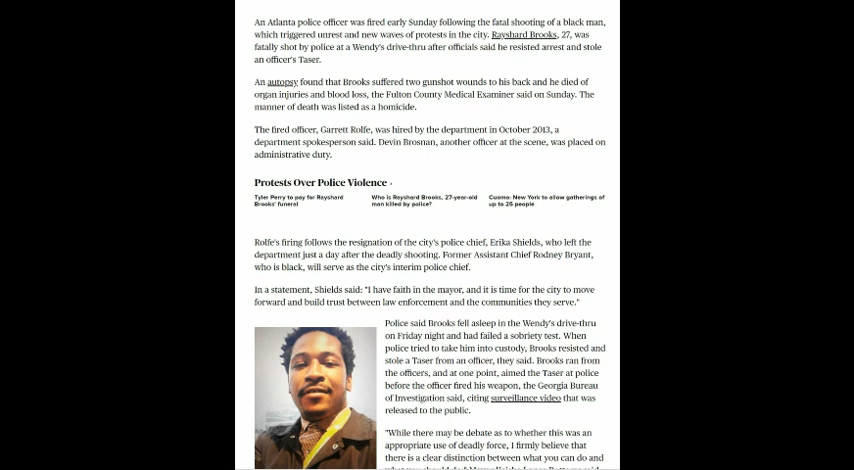 An Atlanta police officer was fired early Sunday following the fatal shooting of a black man,
which triggered unrest and new waves of protests in the city. Rayshard Brooks, 27, was
fatally shot by police at a Wendy's drive-thru after officials said he resisted arrest and stole
an officer's Taser.
An autopsy found that Brooks suffered two gunshot wounds to his back and he died of
organ injuries and blood loss, the Fulton County Medical Examiner said on Sunday. The
manner of death was listed as a homicide.
The fired officer, Garrett Rolfe, was hired by the department in October 2013, a
department spokesperson said. Devin Brosnan, another officer at the scene, was placed on
administrative duty.
Protests Over Police Violence ›
Tyler Perry to pay for Rayshard
Brooks' funeral
Who is Rayshard Brooks, 27-year-old
man killed by police?
Cuomo: New York to allow gatherings of
up to 25 people
Rolfe's firing follows the resignation of the city's police chief, Erika Shields, who left the
department just a day after the deadly shooting. Former Assistant Chief Rodney Bryant,
who is black, will serve as the city's interim police chief.
In a statement, Shields said: "I have faith in the mayor, and it is time for the city to move
forward and build trust between law enforcement and the communities they serve."
Police said Brooks fell asleep in the Wendy's drive-thru
on Friday night and had failed a sobriety test. When
police tried to take him into custody, Brooks resisted and
stole a Taser from an officer, they said. Brooks ran from
the officers, and at one point, aimed the Taser at police
before the officer fired his weapon, the Georgia Bureau
of Investigation said, citing surveillance video that was
released to the public.
"While there may be debate as to whether this was an
appropriate use of deadly force, I firmly believe that
there is a clear distinction between what you can do and